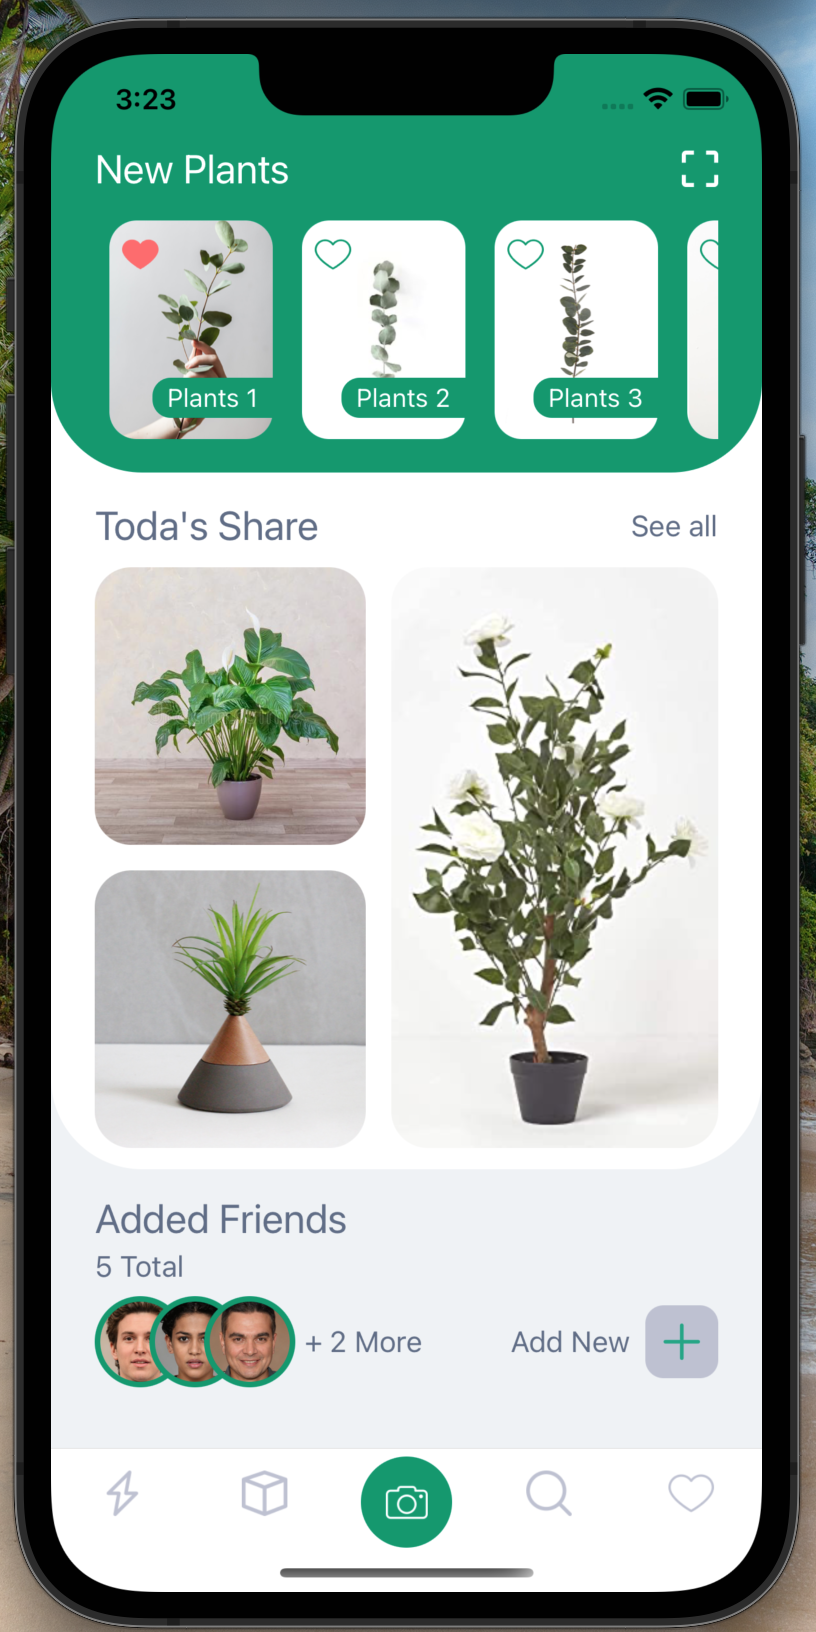 3:23
New Plants
Plants 1
Plants 2
Plants 3
Toda's Share
See all
Added Friends
5 Total
+ 2 More
Add New